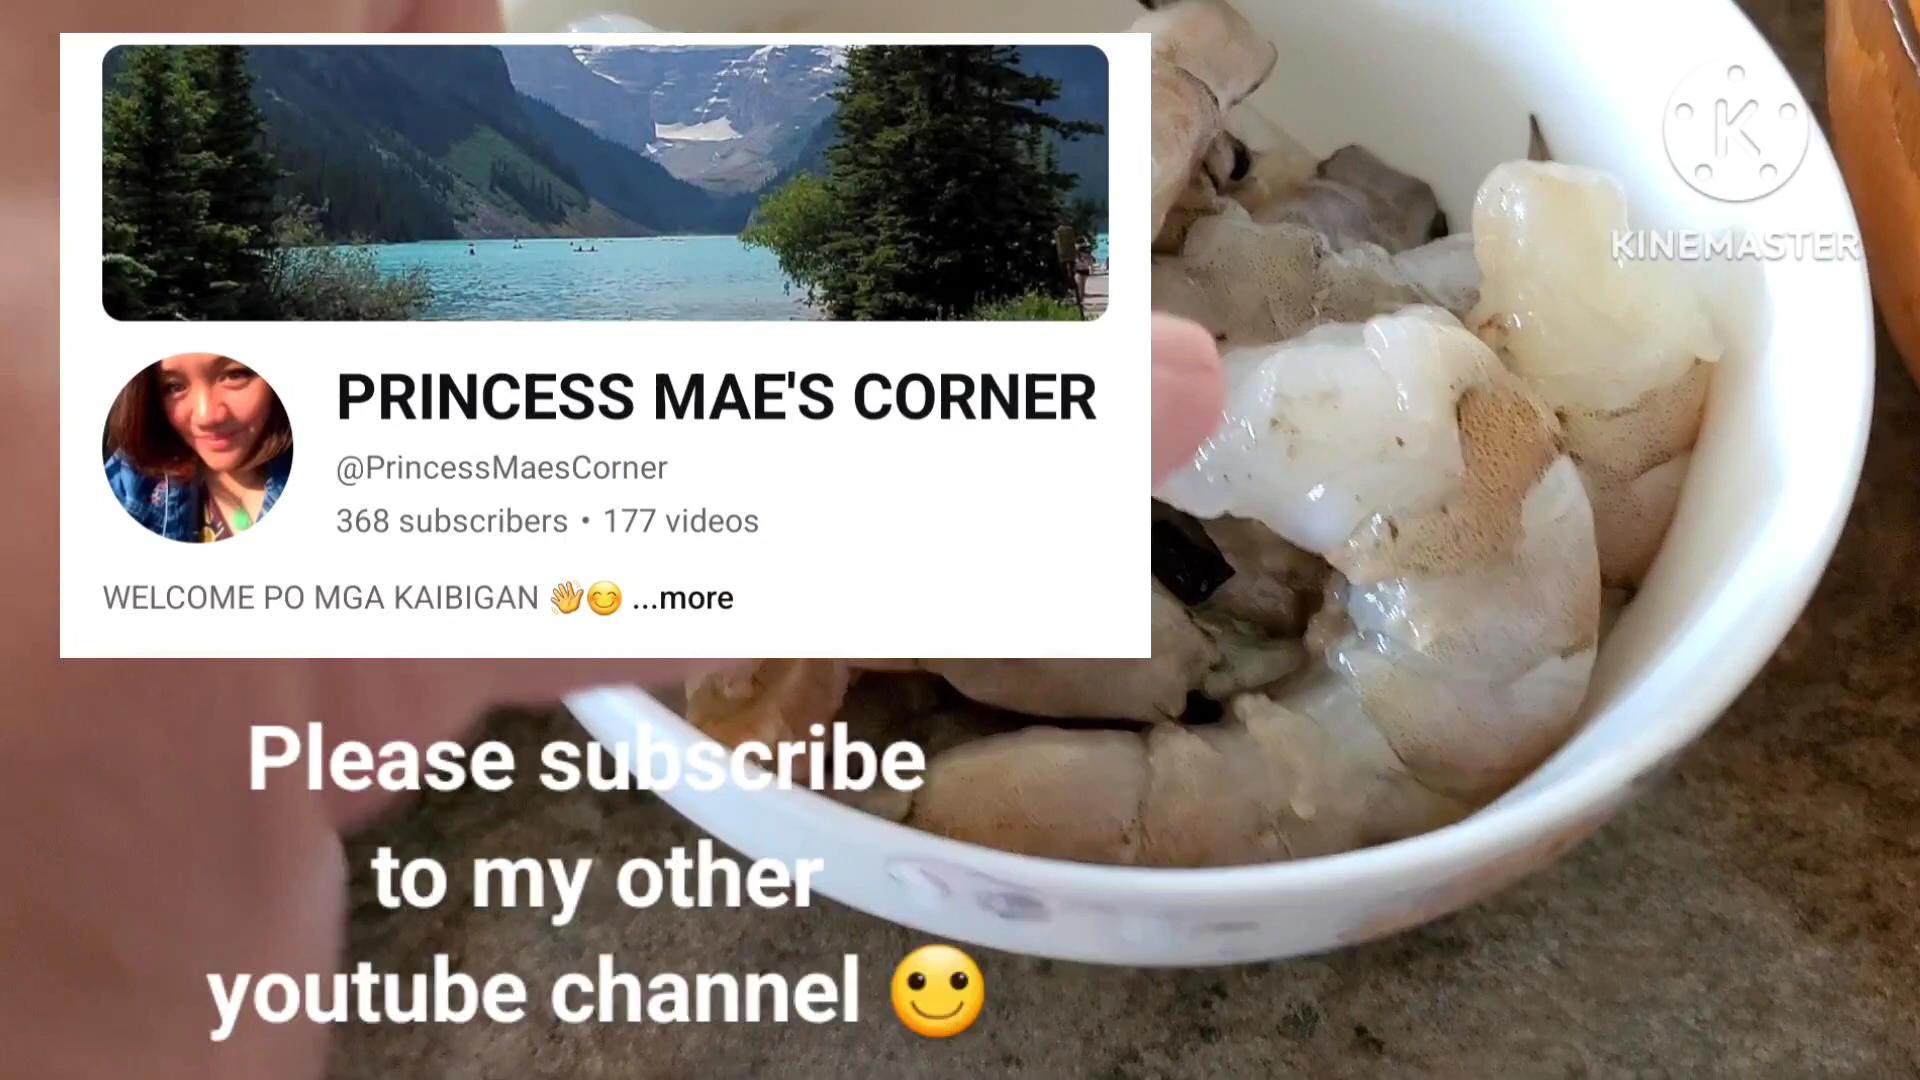 PRINCESS MAE'S CORNER
@PrincessMaesCorner
368 subscribers • 177 videos
WELCOME PO MGA KAIBIGAN 👋😊 ...more
K
KINEMASTER
Please subscribe
to my other
youtube channel 🙂